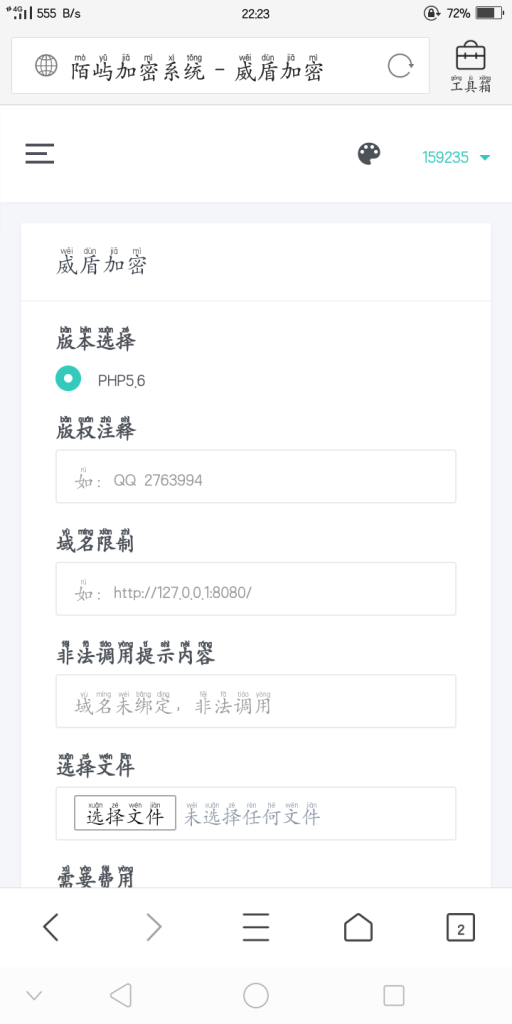 4G 555 B/s 22:23 72%
陌屿加密系统 - 威盾加密
工具箱
159235
威盾加密
版本选择
PHP5.6
版权注释
如：QQ 2763994
域名限制
如：http://127.0.0.1:8080/
非法调用提示内容
域名未绑定，非法调用
选择文件
选择文件 未选择任何文件
需要费用
2